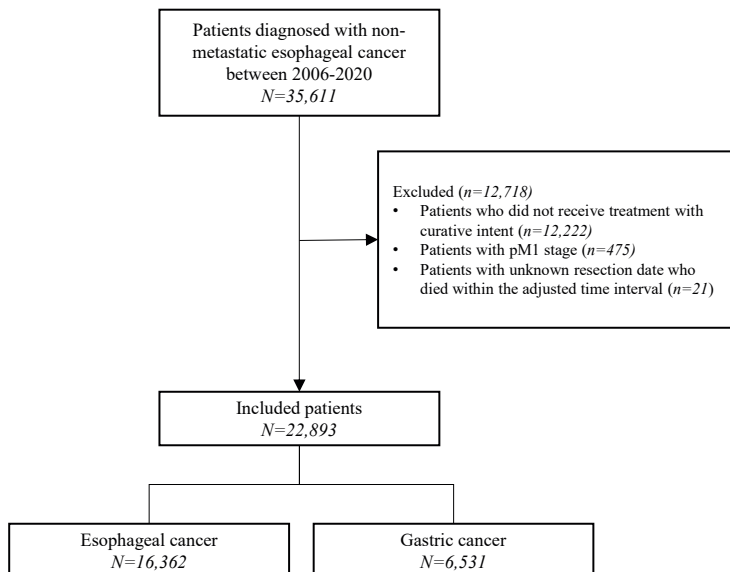 Patients diagnosed with non-
metastatic esophageal cancer
between 2006-2020
N=35,611
Excluded (n=12,718)
• Patients who did not receive treatment with
curative intent (n=12,222)
• Patients with pM1 stage (n=475)
• Patients with unknown resection date who
died within the adjusted time interval (n=21)
Included patients
N=22,893
Esophageal cancer
N=16,362
Gastric cancer
N=6,531